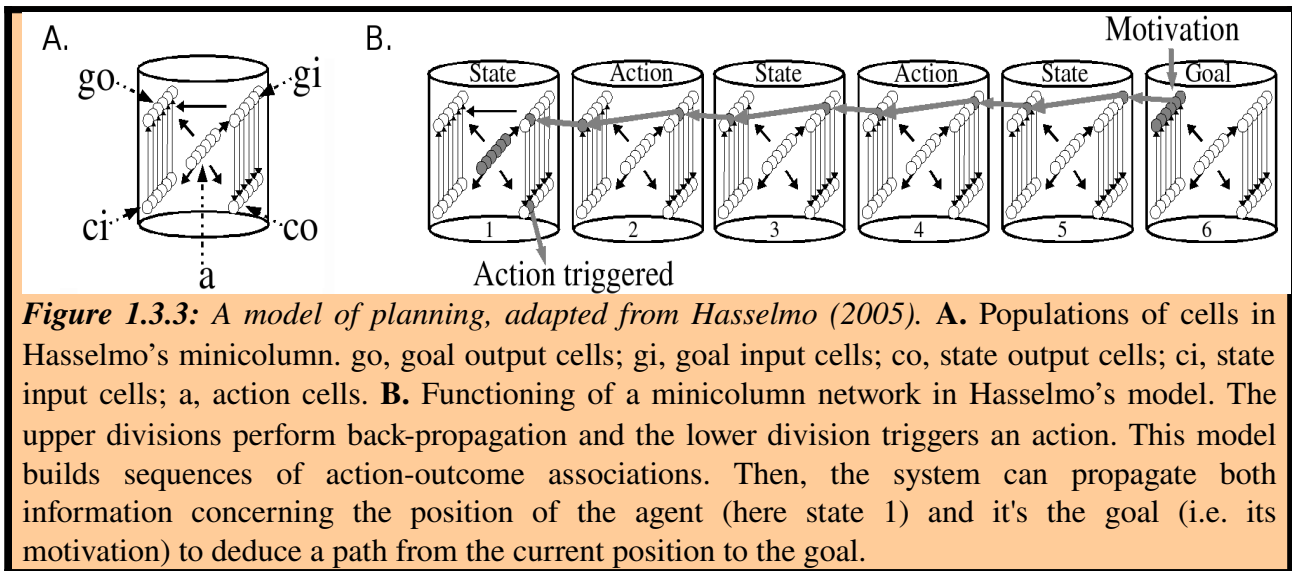 A.
B.
Motivation
go
gi
ci
co
a
State
Action
State
Action
State
Goal
1
2
3
4
5
6
Action triggered
Figure 1.3.3: A model of planning, adapted from Hasselmo (2005). A. Populations of cells in
Hasselmo's minicolumn. go, goal output cells; gi, goal input cells; co, state output cells; ci, state
input cells; a, action cells. B. Functioning of a minicolumn network in Hasselmo's model. The
upper divisions perform back-propagation and the lower division triggers an action. This model
builds sequences of action-outcome associations. Then, the system can propagate both
information concerning the position of the agent (here state 1) and it's the goal (i.e. its
motivation) to deduce a path from the current position to the goal.